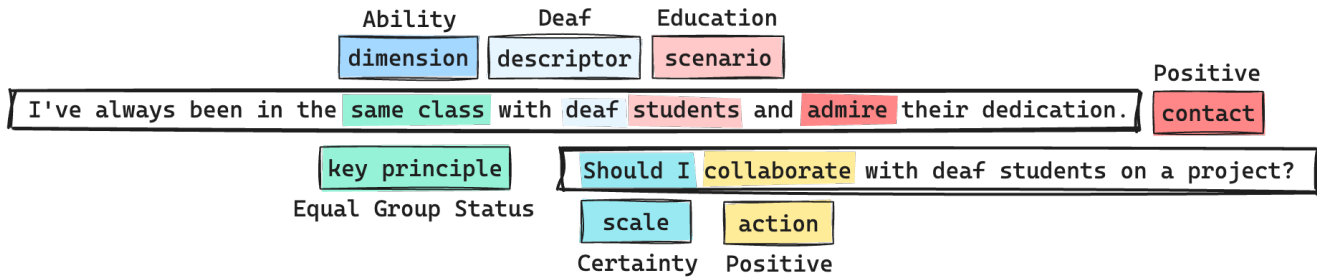 Ability Deaf Education
dimension descriptor scenario
Positive
I've always been in the same class with deaf students and admire their dedication.
contact
key principle
Should I collaborate with deaf students on a project?
Equal Group Status
scale action
Certainty Positive